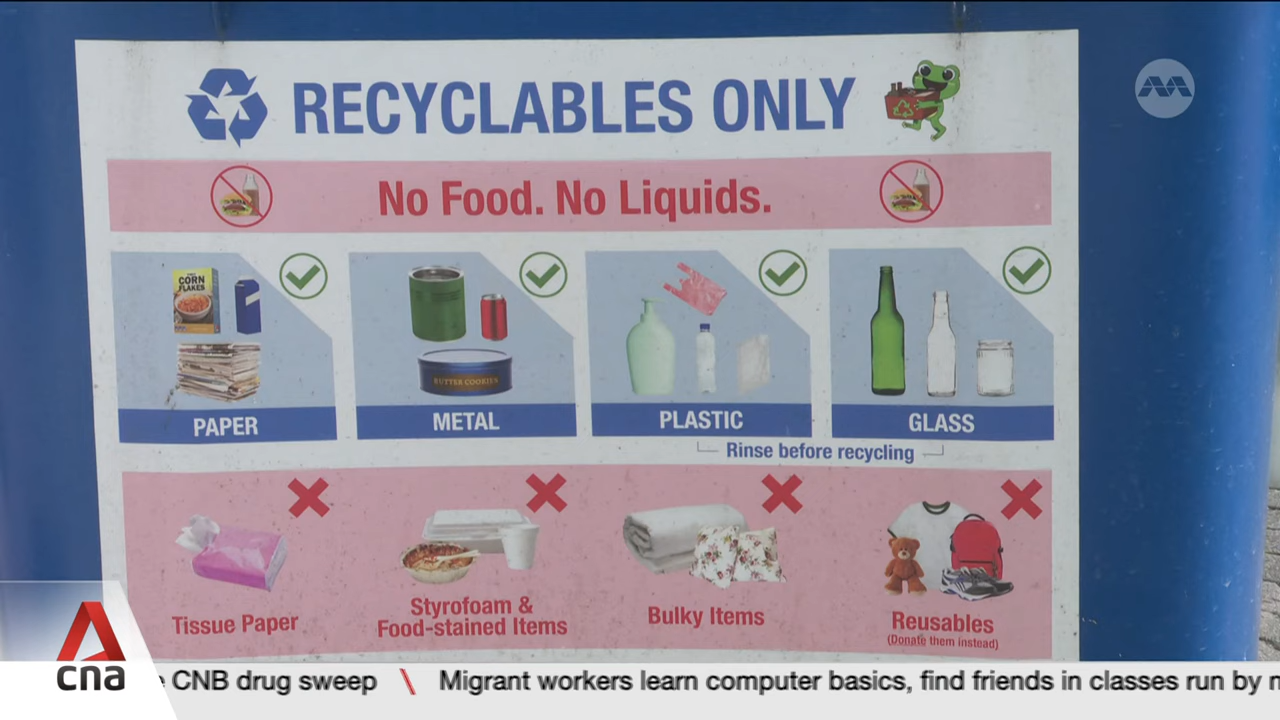 RECYCLABLES ONLY
No Food. No Liquids.
CORN
FLAKES
BUTTER COOKIES
PAPER
METAL
PLASTIC
GLASS
Rinse before recycling
Tissue Paper
Styrofoam &
Food-stained Items
Bulky Items
Reusables
(Donate them instead)
cna
CNB drug sweep \ Migrant workers learn computer basics, find friends in classes run by